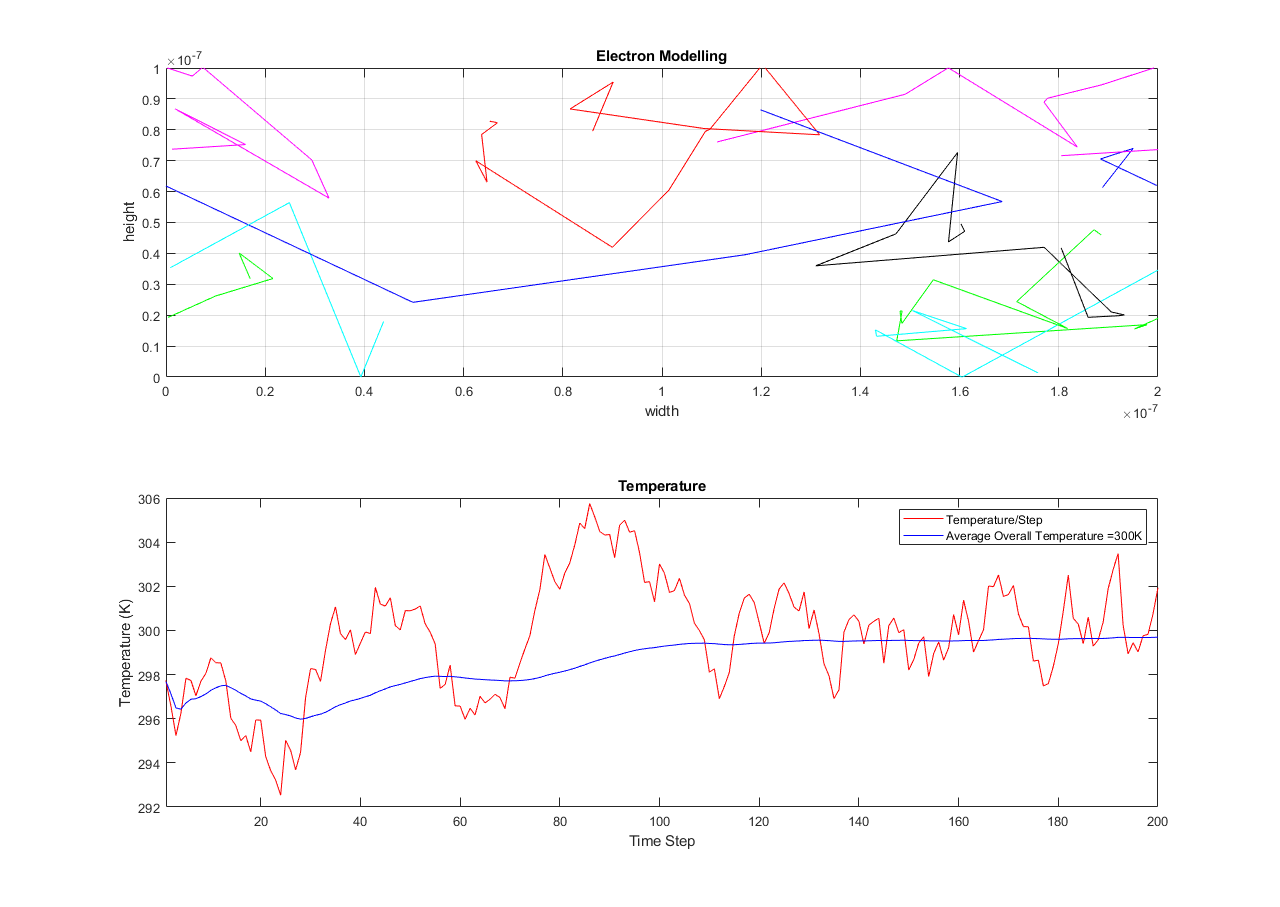 Electron Modelling
×10-7
1
0.9
0.8
0.7
0.6
0.5
0.4
0.3
0.2
0.1
0
height
0 0.2 0.4 0.6 0.8 1 1.2 1.4 1.6 1.8 2
width
×10-7
Temperature
306
304
302
300
298
296
294
292
Temperature (K)
Temperature/Step
Average Overall Temperature =300K
20 40 60 80 100 120 140 160 180 200
Time Step